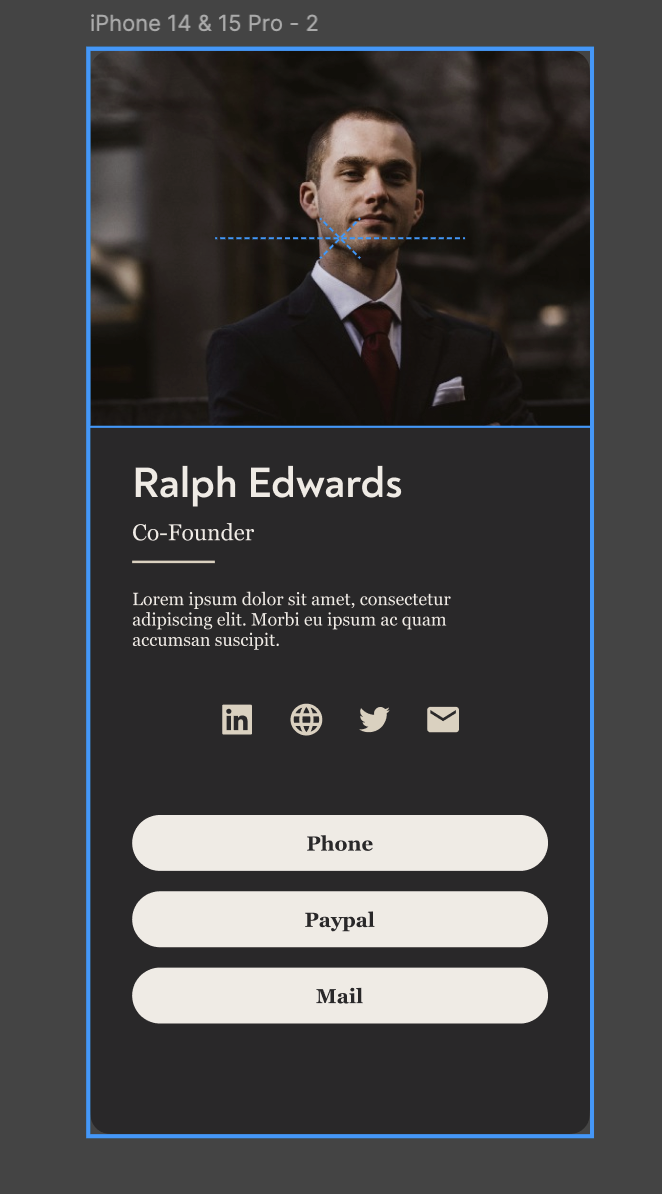 iPhone 14 & 15 Pro - 2
Ralph Edwards
Co-Founder
Lorem ipsum dolor sit amet, consectetur
adipiscing elit. Morbi eu ipsum ac quam
accumsan suscipit.
in
Phone
Paypal
Mail